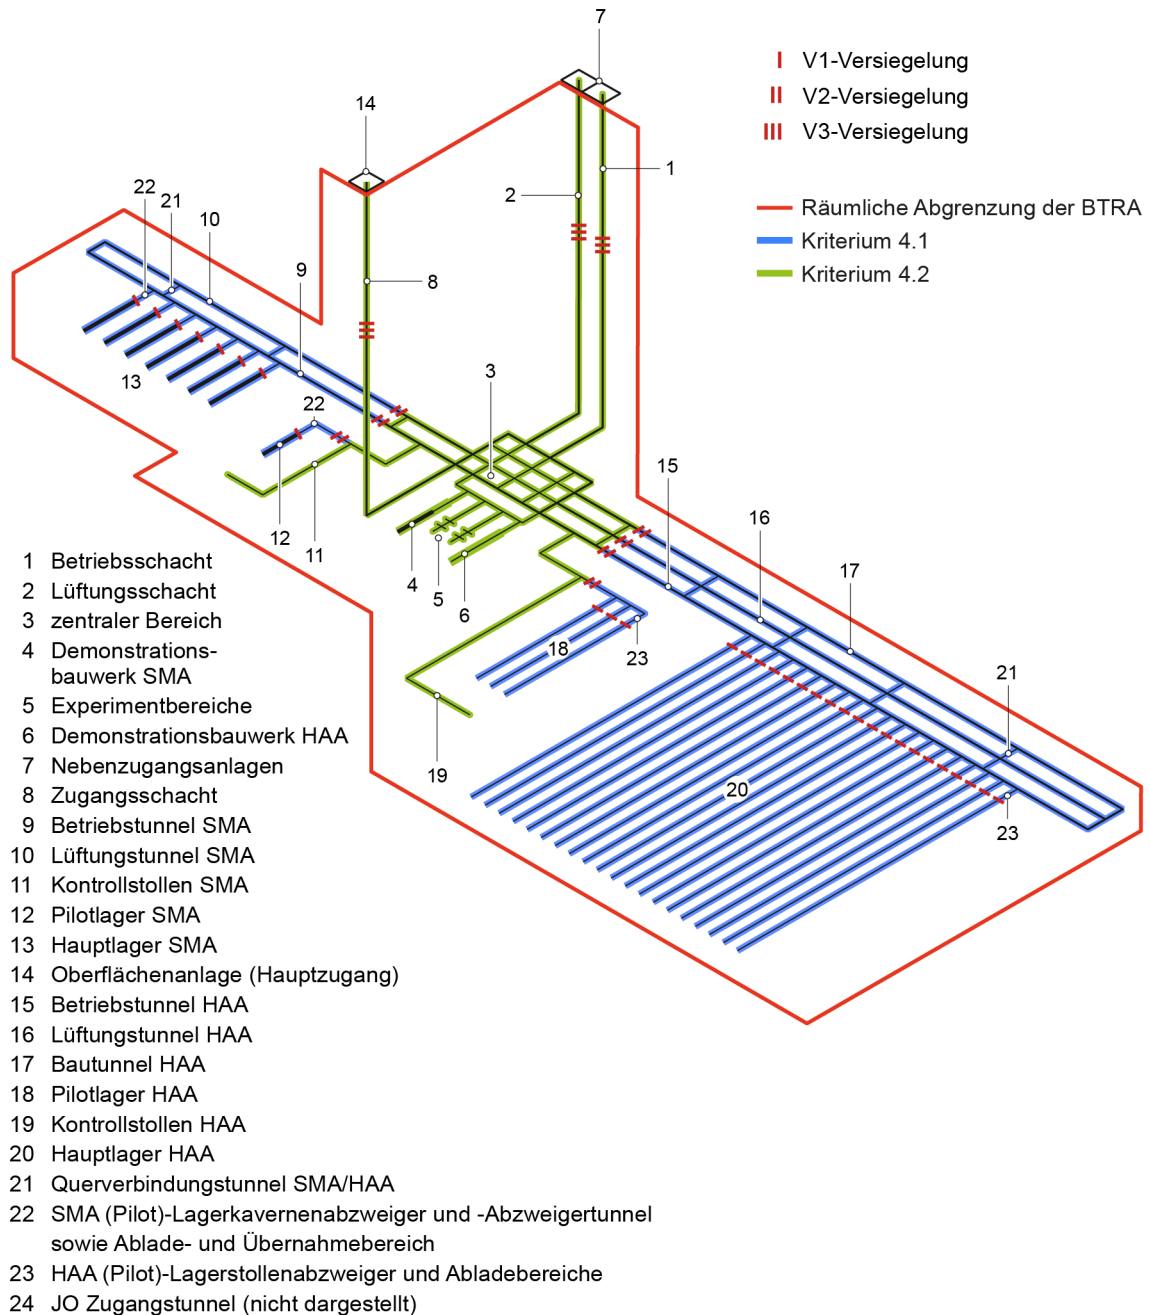 7
V1-Versiegelung
V2-Versiegelung
V3-Versiegelung
14
1
2
22
21
10
Räumliche Abgrenzung der BTRA
Kriterium 4.1
Kriterium 4.2
9
8
3
13
22
15
16
12
11
4
5
6
17
18
23
21
19
20
23
1 Betriebsschacht
2 Lüftungsschacht
3 zentraler Bereich
4 Demonstrations-
bauwerk SMA
5 Experimentbereiche
6 Demonstrationsbauwerk HAA
7 Nebenzugangsanlagen
8 Zugangsschacht
9 Betriebstunnel SMA
10 Lüftungstunnel SMA
11 Kontrollstollen SMA
12 Pilotlager SMA
13 Hauptlager SMA
14 Oberflächenanlage (Hauptzugang)
15 Betriebstunnel HAA
16 Lüftungstunnel HAA
17 Bautunnel HAA
18 Pilotlager HAA
19 Kontrollstollen HAA
20 Hauptlager HAA
21 Querverbindungstunnel SMA/HAA
22 SMA (Pilot)-Lagerkavernenabzweiger und -Abzweigertunnel
sowie Ablade- und Übernahmebereich
23 HAA (Pilot)-Lagerstollenabzweiger und Abladebereiche
24 JO Zugangstunnel (nicht dargestellt)